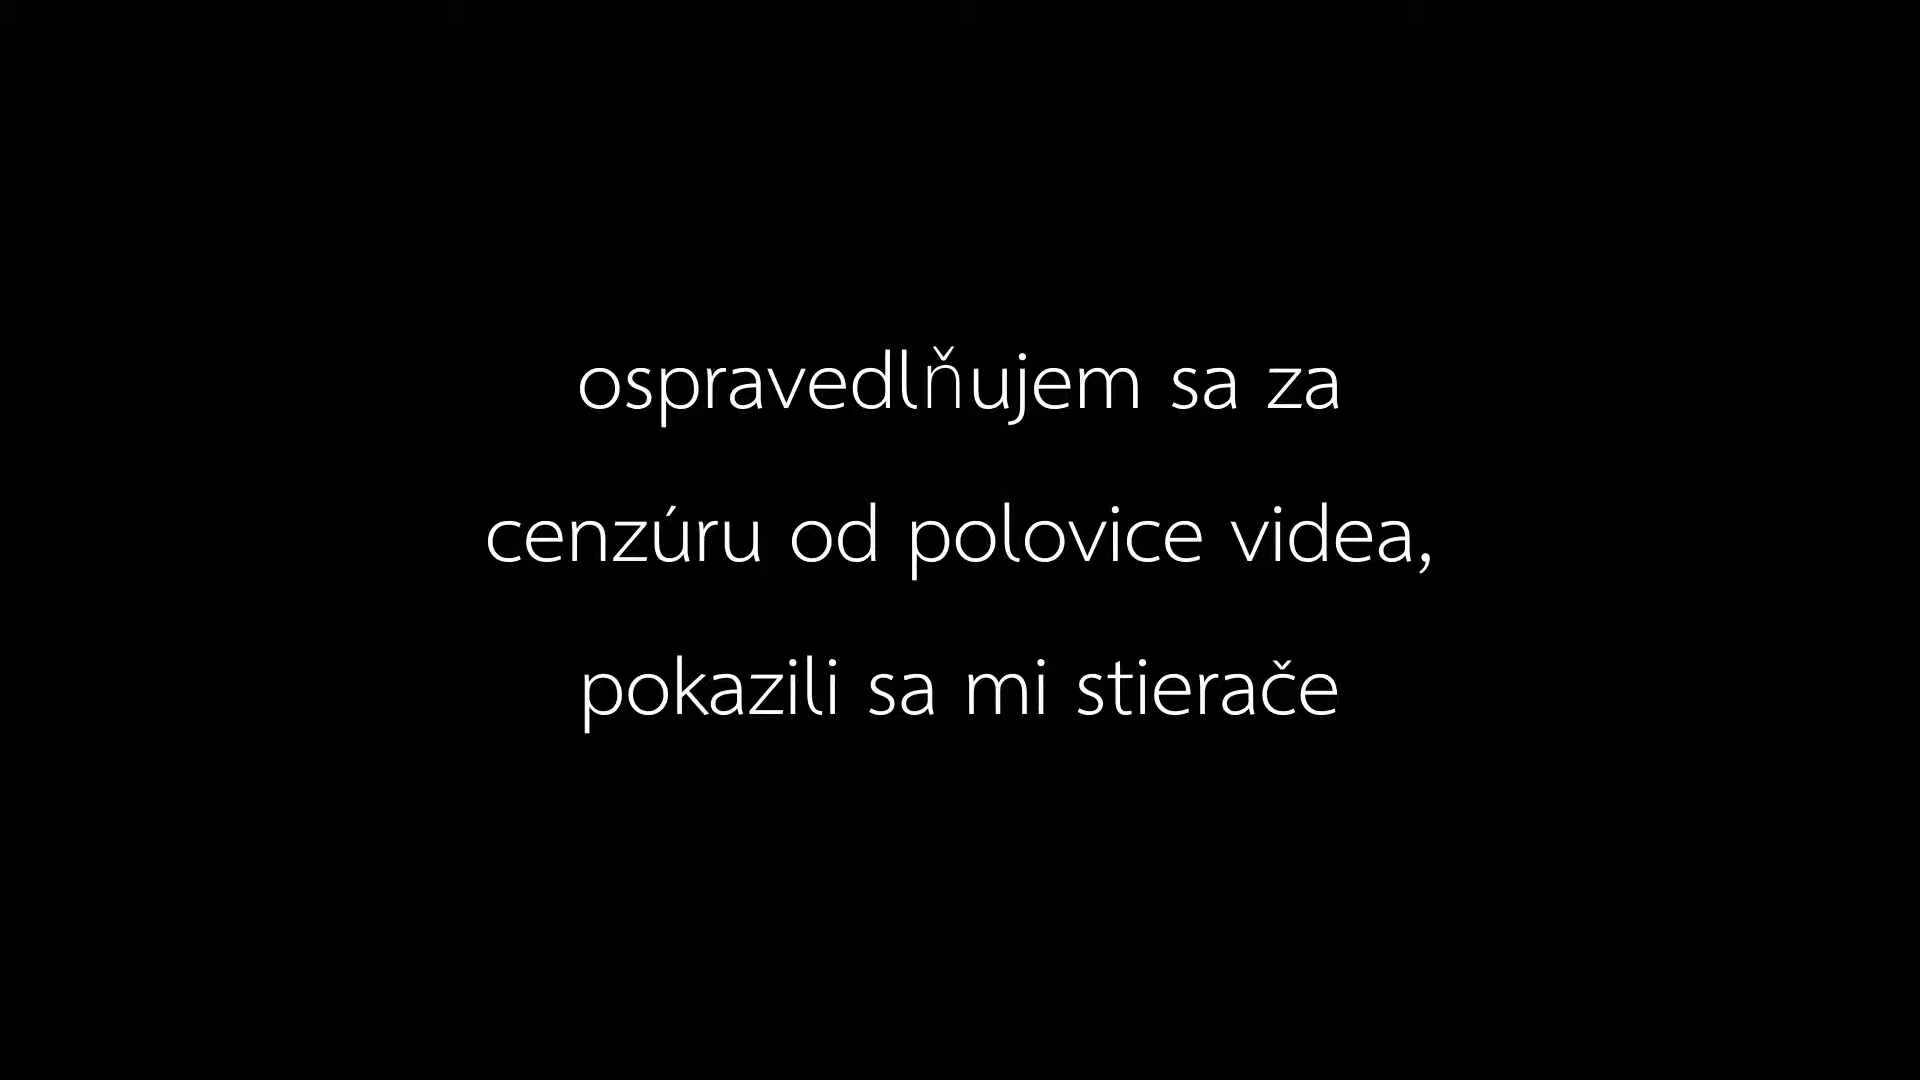 ospravedlňujem sa za
cenzúru od polovice videa,
pokazili sa mi stierače